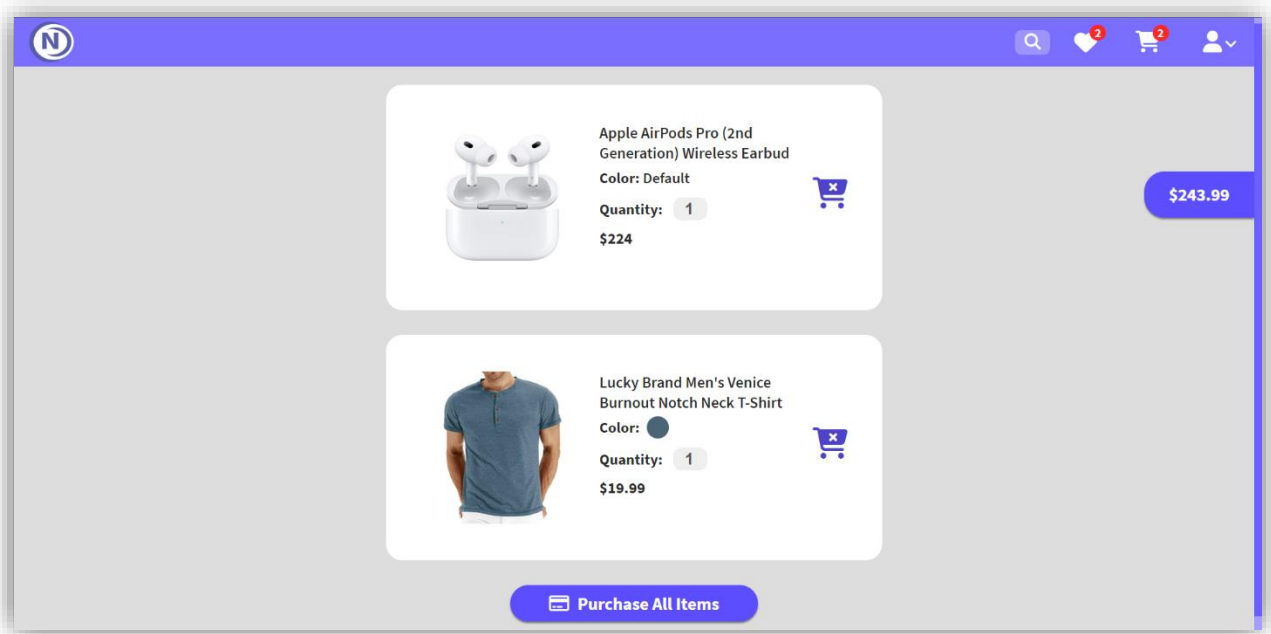 N
2
2
Apple AirPods Pro (2nd
Generation) Wireless Earbud
Color: Default
Quantity: 1
$224
$243.99
Lucky Brand Men's Venice
Burnout Notch Neck T-Shirt
Color:
Quantity: 1
$19.99
Purchase All Items